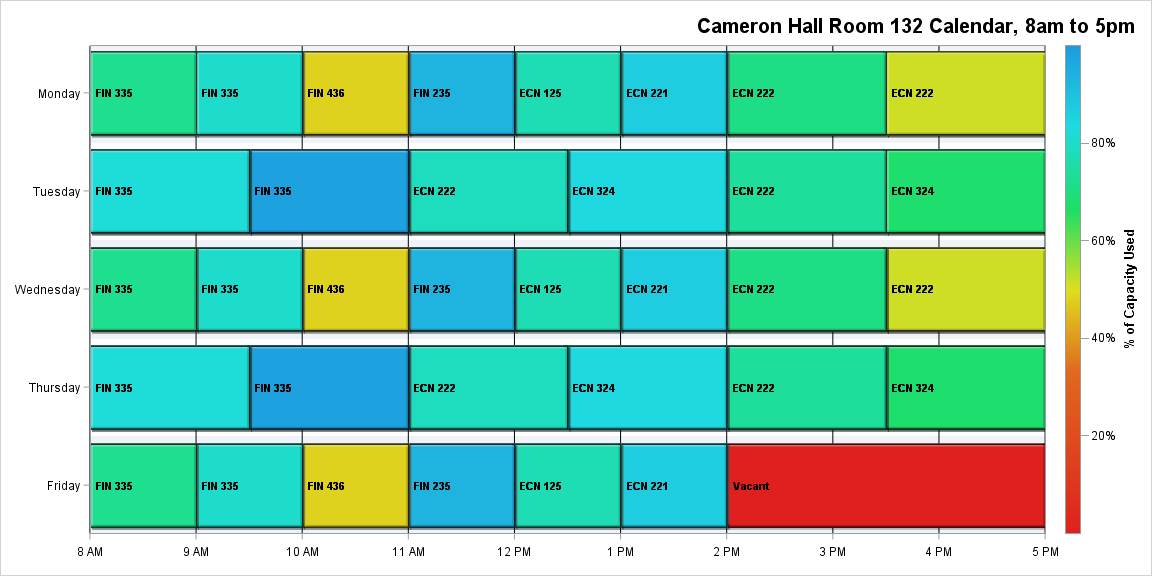 Cameron Hall Room 132 Calendar, 8am to 5pm
Monday FIN 335 FIN 335 FIN 436 FIN 235 ECN 125 ECN 221 ECN 222 ECN 222
80%
Tuesday FIN 335 FIN 335 ECN 222 ECN 324 ECN 222 ECN 324
60%
% of Capacity Used
Wednesday FIN 335 FIN 335 FIN 436 FIN 235 ECN 125 ECN 221 ECN 222 ECN 222
40%
Thursday FIN 335 FIN 335 ECN 222 ECN 324 ECN 222 ECN 324
20%
Friday FIN 335 FIN 335 FIN 436 FIN 235 ECN 125 ECN 221 Vacant
8 AM 9 AM 10 AM 11 AM 12 PM 1 PM 2 PM 3 PM 4 PM 5 PM